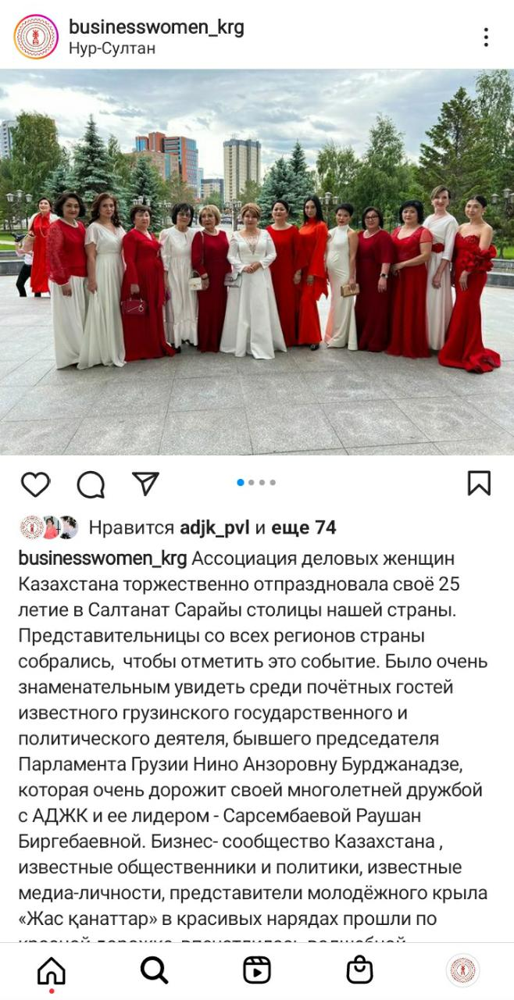 businesswomen_krg
Нур-Султан
Нравится adjk_pvl и еще 74
businesswomen_krg Ассоциация деловых женщин
Казахстана торжественно отпраздновала своё 25
летие в Салтанат Сарайы столицы нашей страны.
Представительницы со всех регионов страны
собрались,  чтобы отметить это событие. Было очень
знаменательным увидеть среди почётных гостей
известного грузинского государственного и
политического деятеля, бывшего председателя
Парламента Грузии Нино Анзоровну Бурджанадзе,
которая очень дорожит своей многолетней дружбой
с АДЖК и ее лидером - Сарсембаевой Раушан
Биргебаевной. Бизнес- сообщество Казахстана ,
известные общественники и политики, известные
медиа-личности, представители молодёжного крыла
«Жас қанаттар» в красивых нарядах прошли по